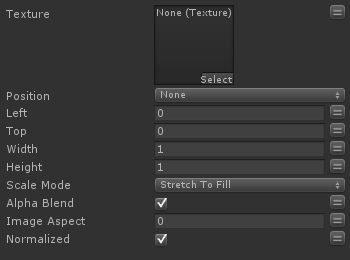 Texture
None (Texture)
Select
Position None
Left 0
Top 0
Width 1
Height 1
Scale Mode Stretch To Fill
Alpha Blend
Image Aspect 0
Normalized